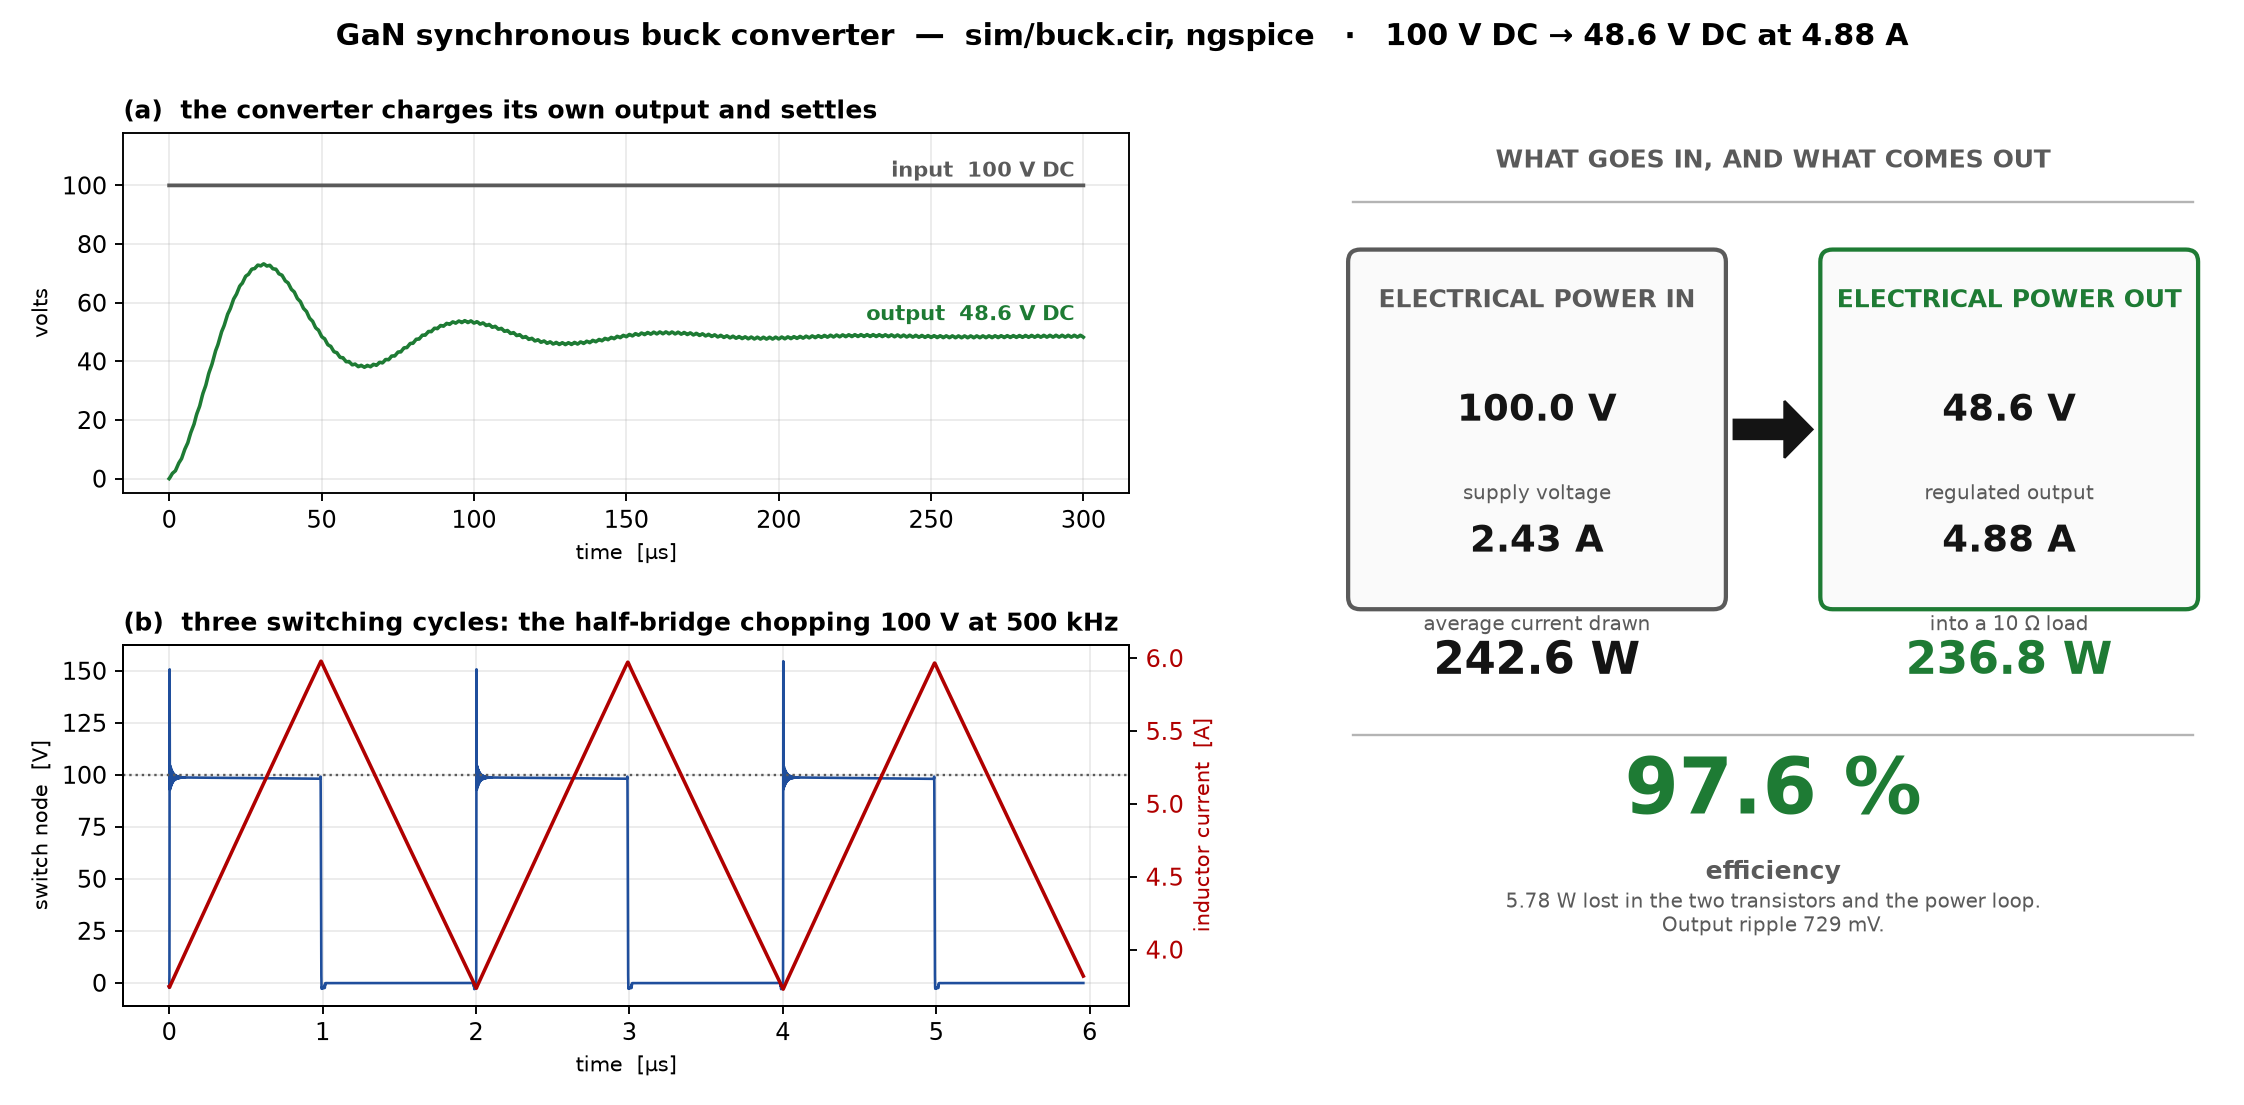 GaN synchronous buck converter — sim/buck.cir, ngspice · 100 V DC → 48.6 V DC at 4.88 A
(a) the converter charges its own output and settles
volts
100
80
60
40
20
0
input 100 V DC
output 48.6 V DC
0 50 100 150 200 250 300
time [µs]
(b) three switching cycles: the half-bridge chopping 100 V at 500 kHz
switch node [V]
150
125
100
75
50
25
0
6.0
5.5
5.0
4.5
4.0
inductor current [A]
0 1 2 3 4 5 6
time [µs]
WHAT GOES IN, AND WHAT COMES OUT
ELECTRICAL POWER IN
100.0 V
supply voltage
2.43 A
average current drawn
242.6 W
ELECTRICAL POWER OUT
48.6 V
regulated output
4.88 A
into a 10 Ω load
236.8 W
97.6 %
efficiency
5.78 W lost in the two transistors and the power loop.
Output ripple 729 mV.